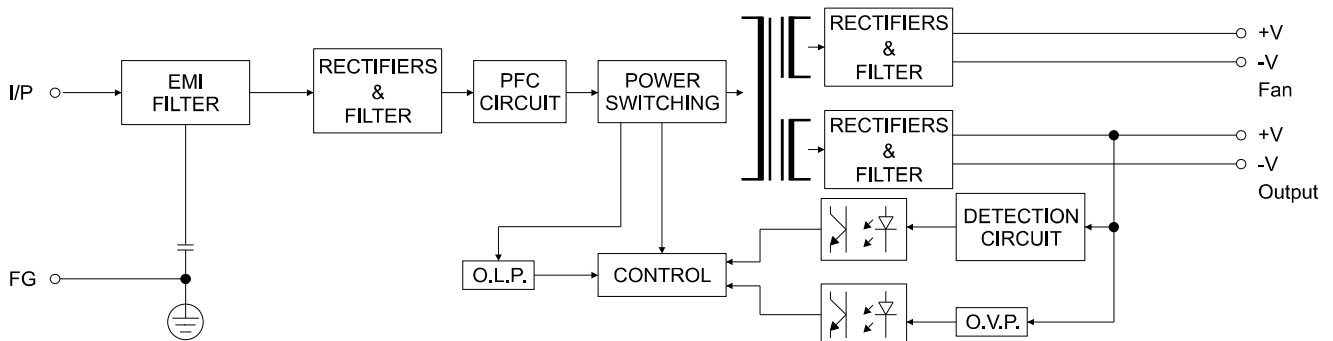 I/P
EMI
FILTER
RECTIFIERS
&
FILTER
PFC
CIRCUIT
POWER
SWITCHING
RECTIFIERS
&
FILTER
+V
-V
Fan
RECTIFIERS
&
FILTER
+V
-V
Output
DETECTION
CIRCUIT
FG
O.L.P.
CONTROL
O.V.P.